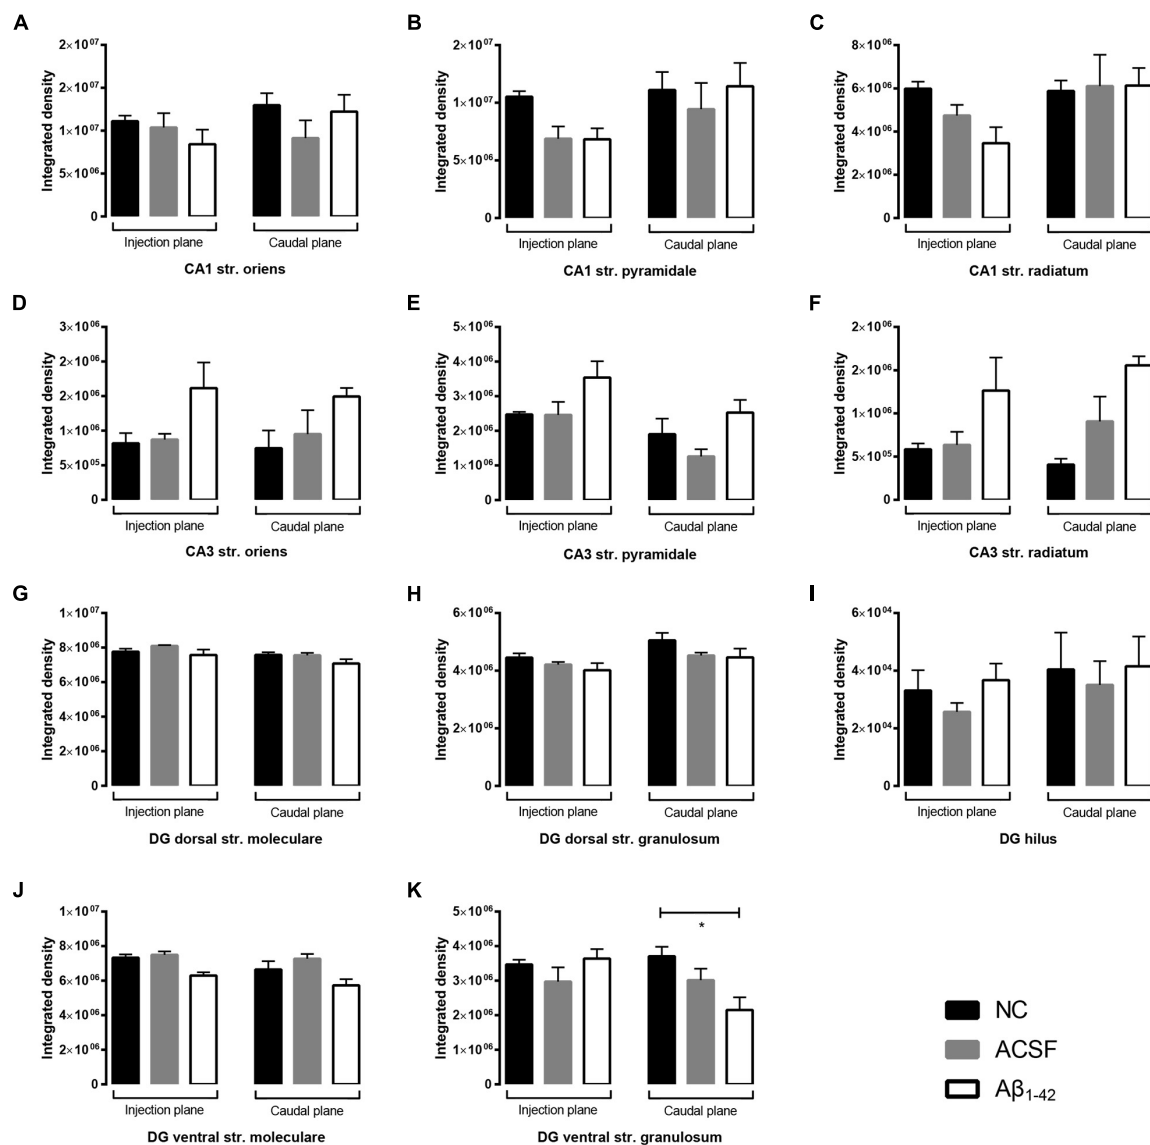 A
Integrated density
2×10⁰⁷
2×10⁰⁷
1×10⁰⁷
5×10⁰⁶
0
Injection plane
Caudal plane
CA1 str. oriens
B
Integrated density
2×10⁰⁷
1×10⁰⁷
5×10⁰⁶
0
Injection plane
Caudal plane
CA1 str. pyramidale
C
Integrated density
8×10⁰⁶
6×10⁰⁶
4×10⁰⁶
2×10⁰⁶
0
Injection plane
Caudal plane
CA1 str. radiatum
D
Integrated density
3×10⁰⁶
2×10⁰⁶
2×10⁰⁶
1×10⁰⁶
5×10⁰⁵
0
Injection plane
Caudal plane
CA3 str. oriens
E
Integrated density
5×10⁰⁶
4×10⁰⁶
3×10⁰⁶
2×10⁰⁶
1×10⁰⁶
0
Injection plane
Caudal plane
CA3 str. pyramidale
F
Integrated density
2×10⁰⁶
2×10⁰⁶
1×10⁰⁶
5×10⁰⁵
0
Injection plane
Caudal plane
CA3 str. radiatum
G
Integrated density
1×10⁰⁷
8×10⁰⁶
6×10⁰⁶
4×10⁰⁶
2×10⁰⁶
0
Injection plane
Caudal plane
DG dorsal str. moleculare
H
Integrated density
6×10⁰⁶
4×10⁰⁶
2×10⁰⁶
0
Injection plane
Caudal plane
DG dorsal str. granulosum
I
Integrated density
6×10⁰⁴
4×10⁰⁴
2×10⁰⁴
0
Injection plane
Caudal plane
DG hilus
J
Integrated density
1×10⁰⁷
8×10⁰⁶
6×10⁰⁶
4×10⁰⁶
2×10⁰⁶
0
Injection plane
Caudal plane
DG ventral str. moleculare
K
Integrated density
5×10⁰⁶
4×10⁰⁶
3×10⁰⁶
2×10⁰⁶
1×10⁰⁶
0
*
Injection plane
Caudal plane
DG ventral str. granulosum
NC
ACSF
Aβ₁₋₄₂